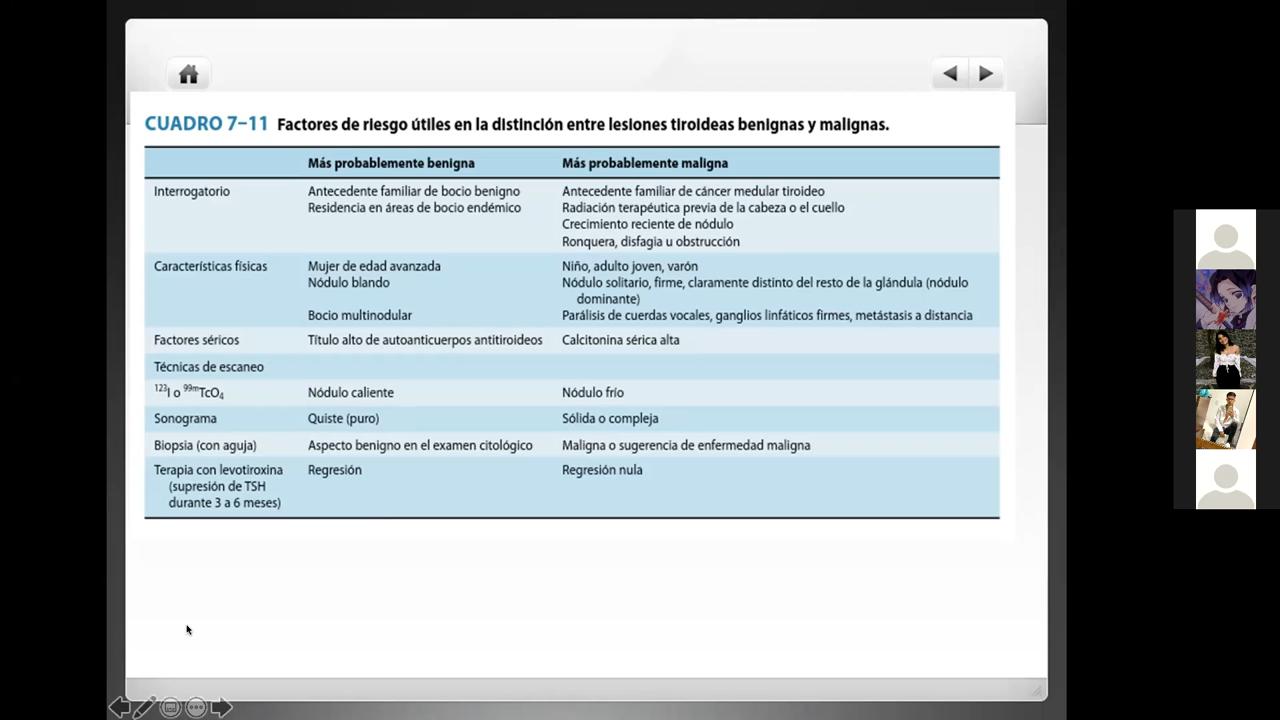 CUADRO 7–11 Factores de riesgo útiles en la distinción entre lesiones tiroideas benignas y malignas.
Más probablemente benigna Más probablemente maligna
Interrogatorio Antecedente familiar de bocio benigno Antecedente familiar de cáncer medular tiroideo
Residencia en áreas de bocio endémico Radiación terapéutica previa de la cabeza o el cuello
Crecimiento reciente de nódulo
Ronquera, disfagia u obstrucción
Características físicas Mujer de edad avanzada Niño, adulto joven, varón
Nódulo blando Nódulo solitario, firme, claramente distinto del resto de la glándula (nódulo
dominante)
Bocio multinodular Parálisis de cuerdas vocales, ganglios linfáticos firmes, metástasis a distancia
Factores séricos Título alto de autoanticuerpos antitiroideos Calcitonina sérica alta
Técnicas de escaneo
123I o 99mTcO4 Nódulo caliente Nódulo frío
Sonograma Quiste (puro) Sólida o compleja
Biopsia (con aguja) Aspecto benigno en el examen citológico Maligna o sugerencia de enfermedad maligna
Terapia con levotiroxina Regresión Regresión nula
(supresión de TSH
durante 3 a 6 meses)